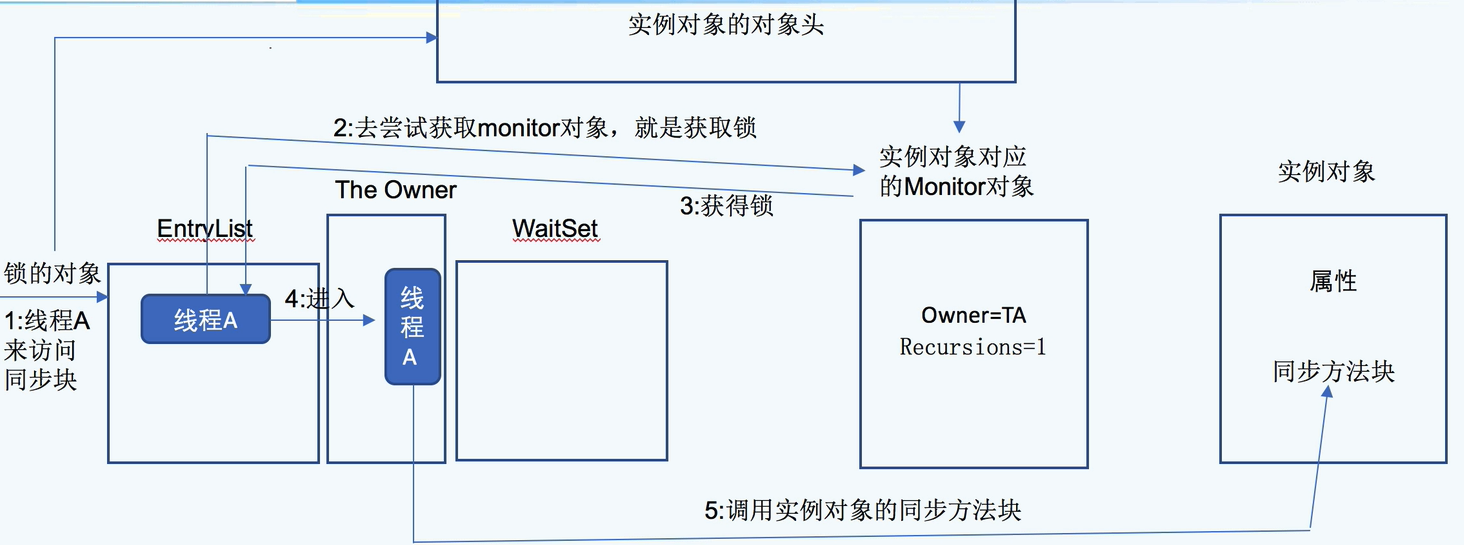 实例对象的对象头
2:去尝试获取monitor对象，就是获取锁
实例对象对应
的Monitor对象
实例对象
The Owner
3:获得锁
EntryList
WaitSet
锁的对象
1:线程A
来访问
同步块
线程A
4:进入
线
程
A
Owner=TA
Recursions=1
属性
同步方法块
5:调用实例对象的同步方法块